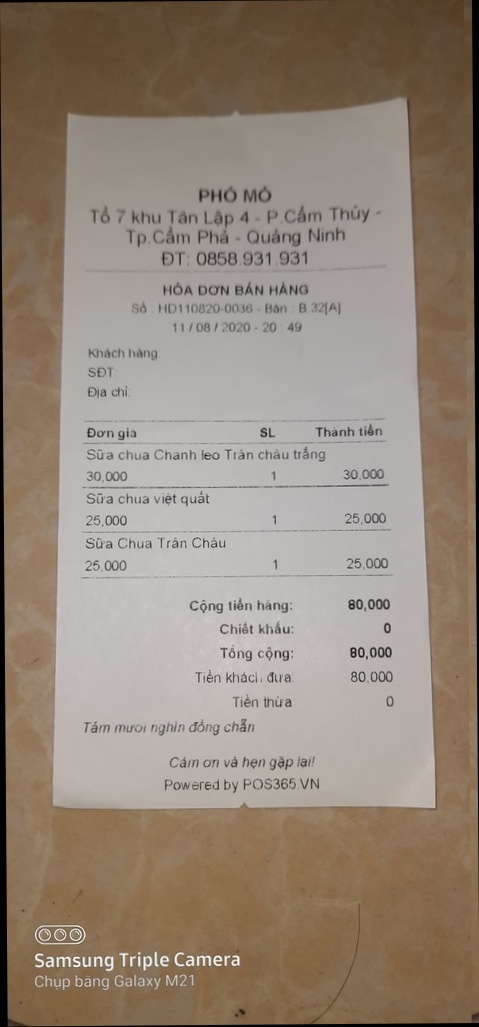 PHỐ MỎ
Tổ 7 khu Tân Lập 4 - P Cẩm Thủy -
Tp.Cẩm Phả - Quảng Ninh
ĐT: 0858.931.931
HÓA ĐƠN BÁN HÀNG
Số : HD110820-0036 - Bàn : B 32[A]
11 / 08 / 2020 - 20 : 49
Khách hàng:
SĐT:
Địa chỉ:
Đơn giá SL Thành tiền
Sữa chua Chanh leo Trân châu trắng
30,000 1 30,000
Sữa chua việt quất
25,000 1 25,000
Sữa Chua Trân Châu
25,000 1 25,000
Cộng tiền hàng: 80,000
Chiết khấu: 0
Tổng cộng: 80,000
Tiền khách đưa: 80,000
Tiền thừa: 0
Tám mươi nghìn đồng chẵn
Cảm ơn và hẹn gặp lại!
Powered by POS365.VN
Samsung Triple Camera
Chụp bằng Galaxy M21